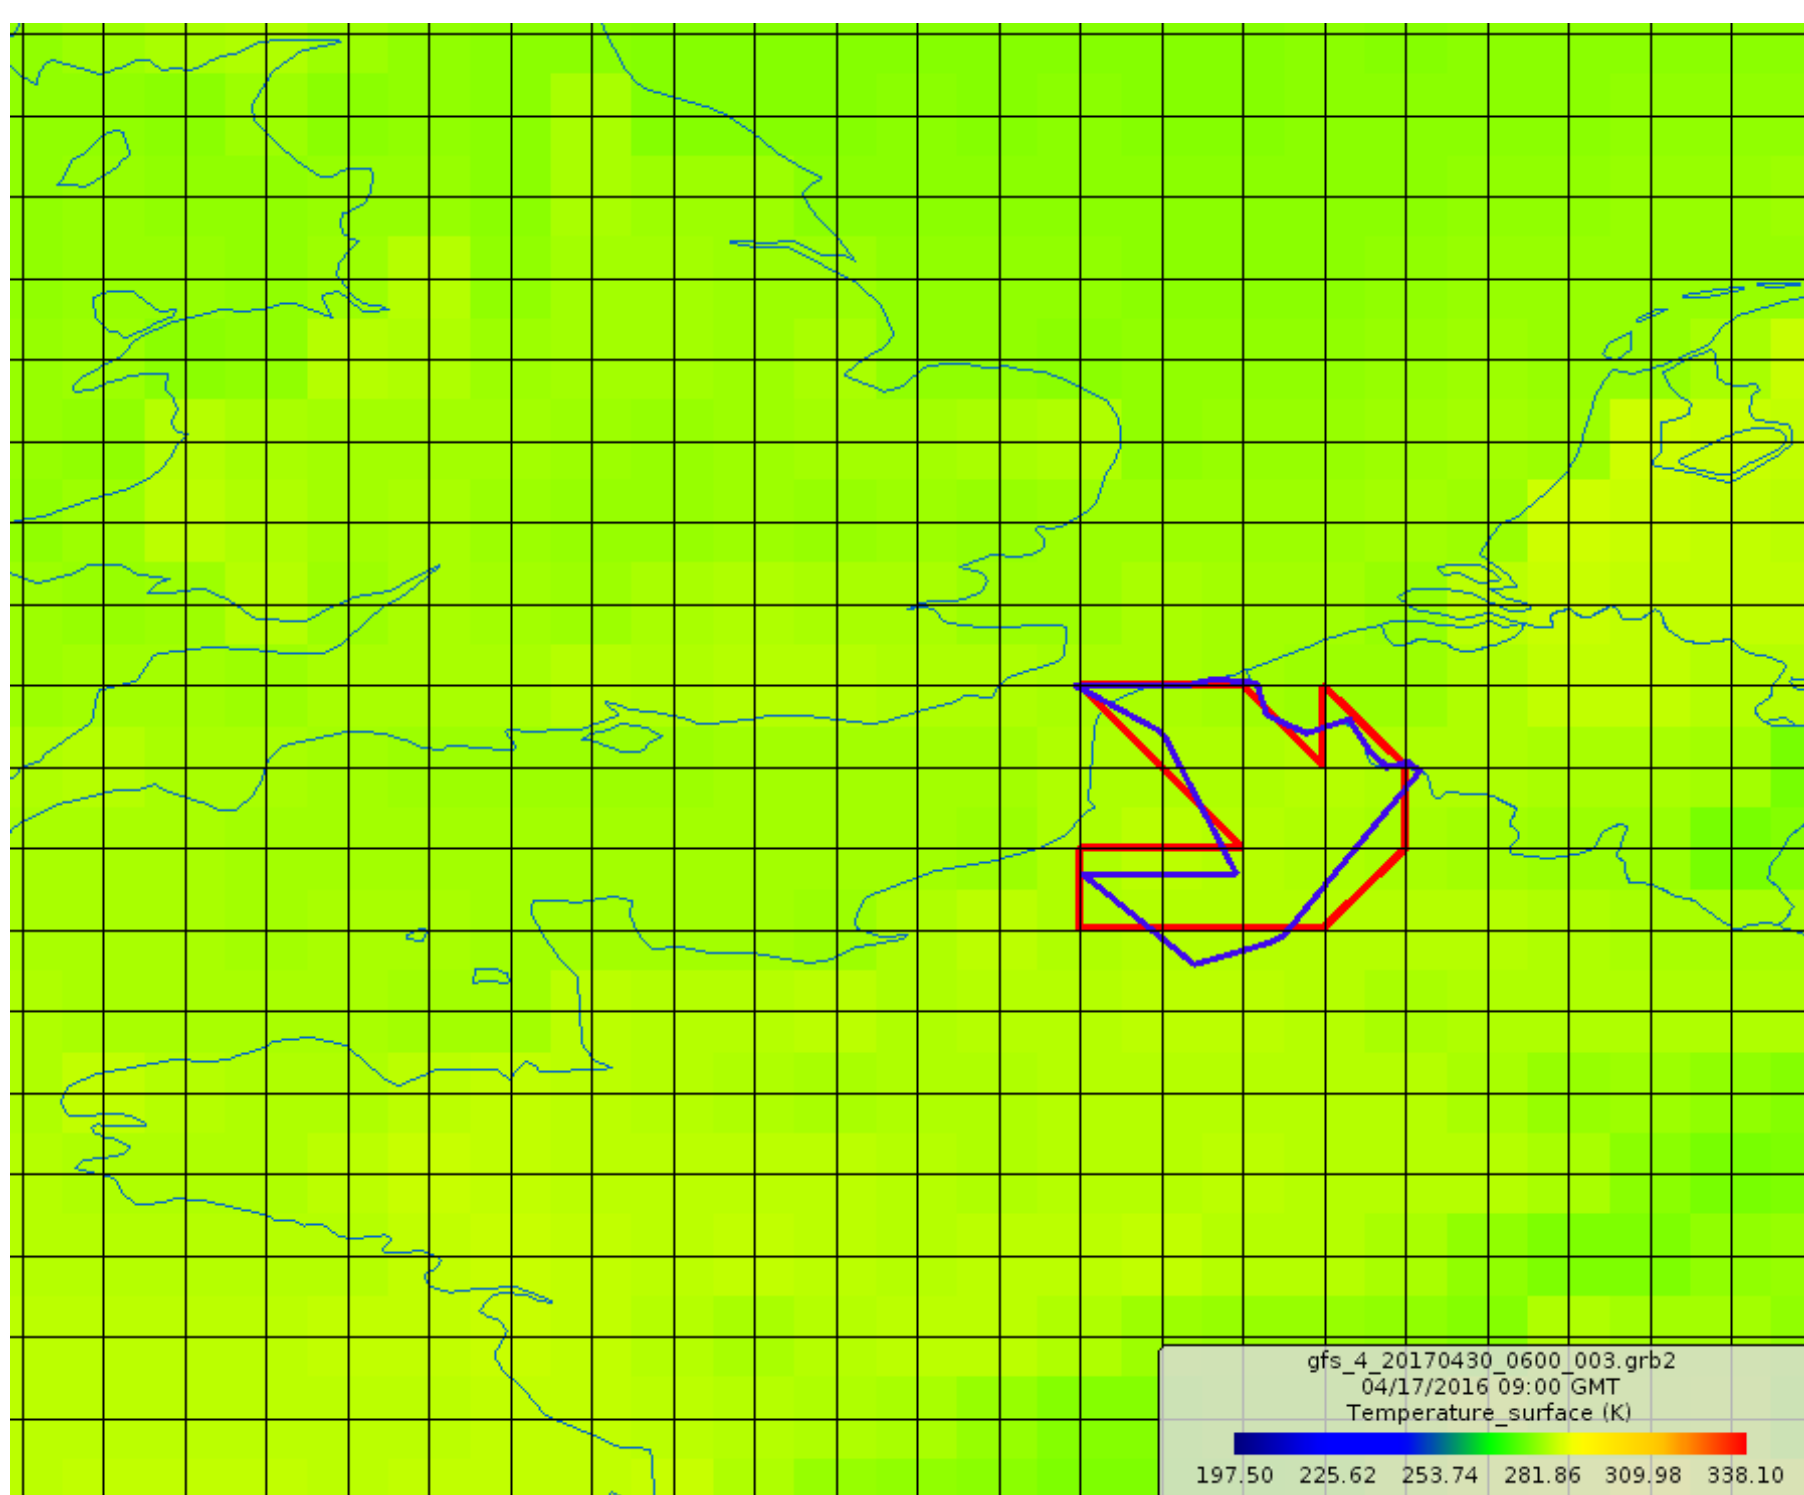 gfs_4_20170430_0600_003.grb2
04/17/2016 09:00 GMT
Temperature_surface (K)
197.50 225.62 253.74 281.86 309.98 338.10